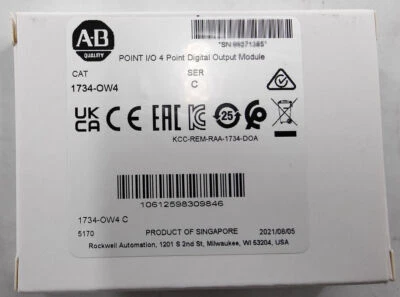 A-B
QUALITY
*SN:99371385*
POINT I/O 4 Point Digital Output Module
CAT SER
1734-OW4 C
UK CA CE EAC 25
KCC-REM-RAA-1734-DOA
10612598309846
1734-OW4 C
5170 PRODUCT OF SINGAPORE 2021/08/05
Rockwell Automation, 1201 S 2nd St, Milwaukee, WI 53204, USA